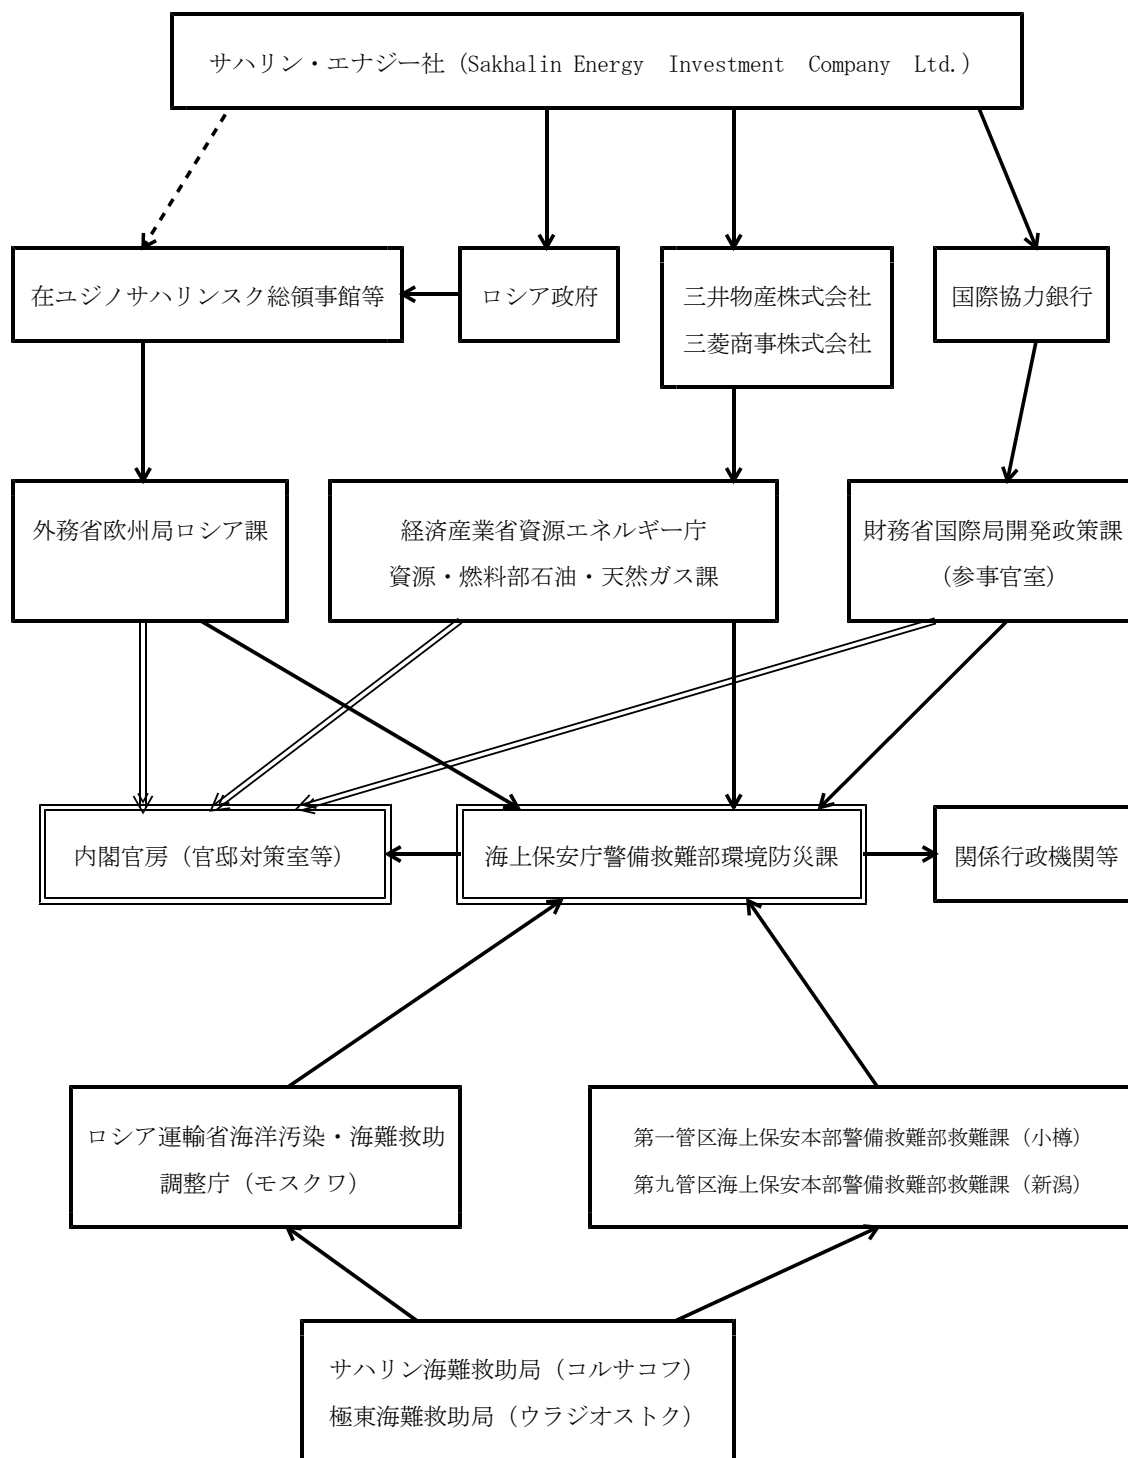 サハリン・エナジー社（Sakhalin Energy Investment Company Ltd.）
在ユジノサハリンスク総領事館等
ロシア政府
三井物産株式会社
三菱商事株式会社
国際協力銀行
外務省欧州局ロシア課
経済産業省資源エネルギー庁
資源・燃料部石油・天然ガス課
財務省国際局開発政策課
（参事官室）
内閣官房（官邸対策室等）
海上保安庁警備救難部環境防災課
関係行政機関等
ロシア運輸省海洋汚染・海難救助
調整庁（モスクワ）
第一管区海上保安本部警備救難部救難課（小樽）
第九管区海上保安本部警備救難部救難課（新潟）
サハリン海難救助局（コルサコフ）
極東海難救助局（ウラジオストク）